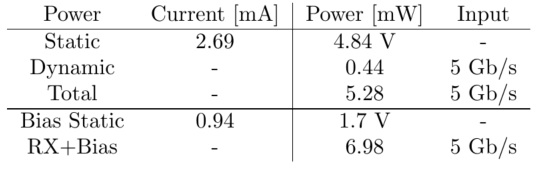 Power Current [mA] Power [mW] Input
Static 2.69 4.84 V -
Dynamic - 0.44 5 Gb/s
Total - 5.28 5 Gb/s
Bias Static 0.94 1.7 V -
RX+Bias - 6.98 5 Gb/s